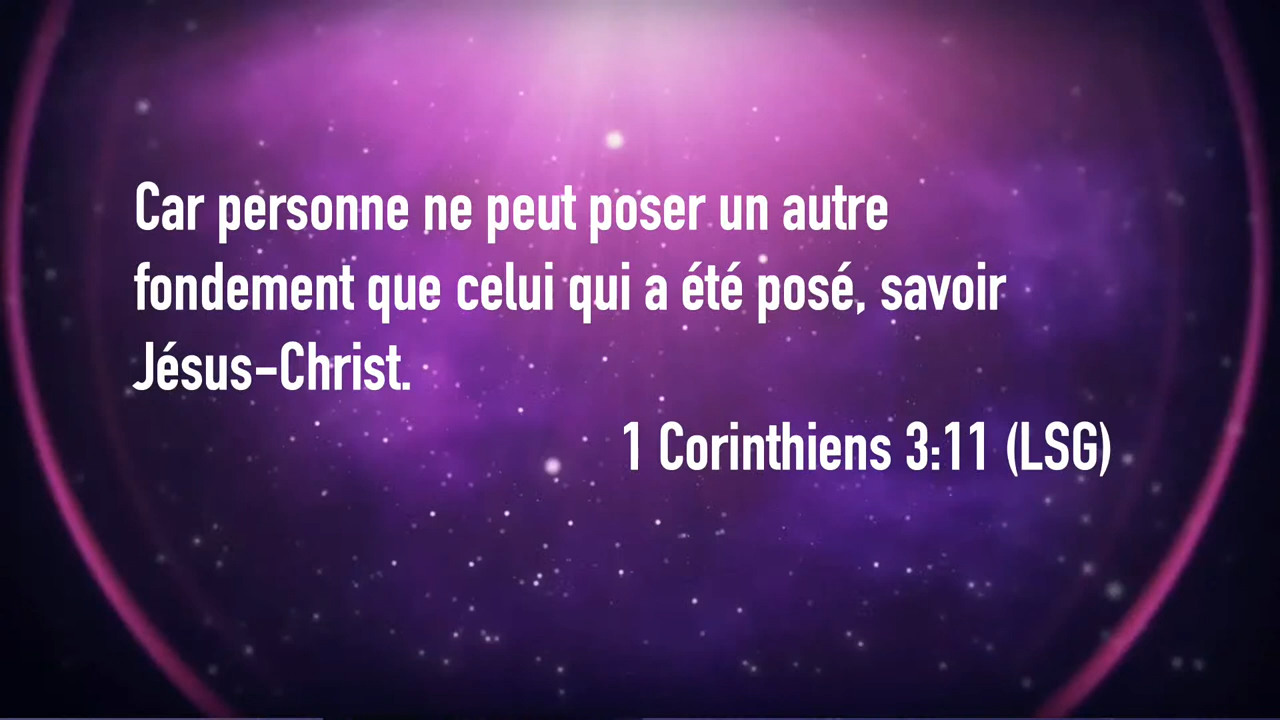 Car personne ne peut poser un autre
fondement que celui qui a été posé, savoir
Jésus-Christ.
1 Corinthiens 3:11 (LSG)